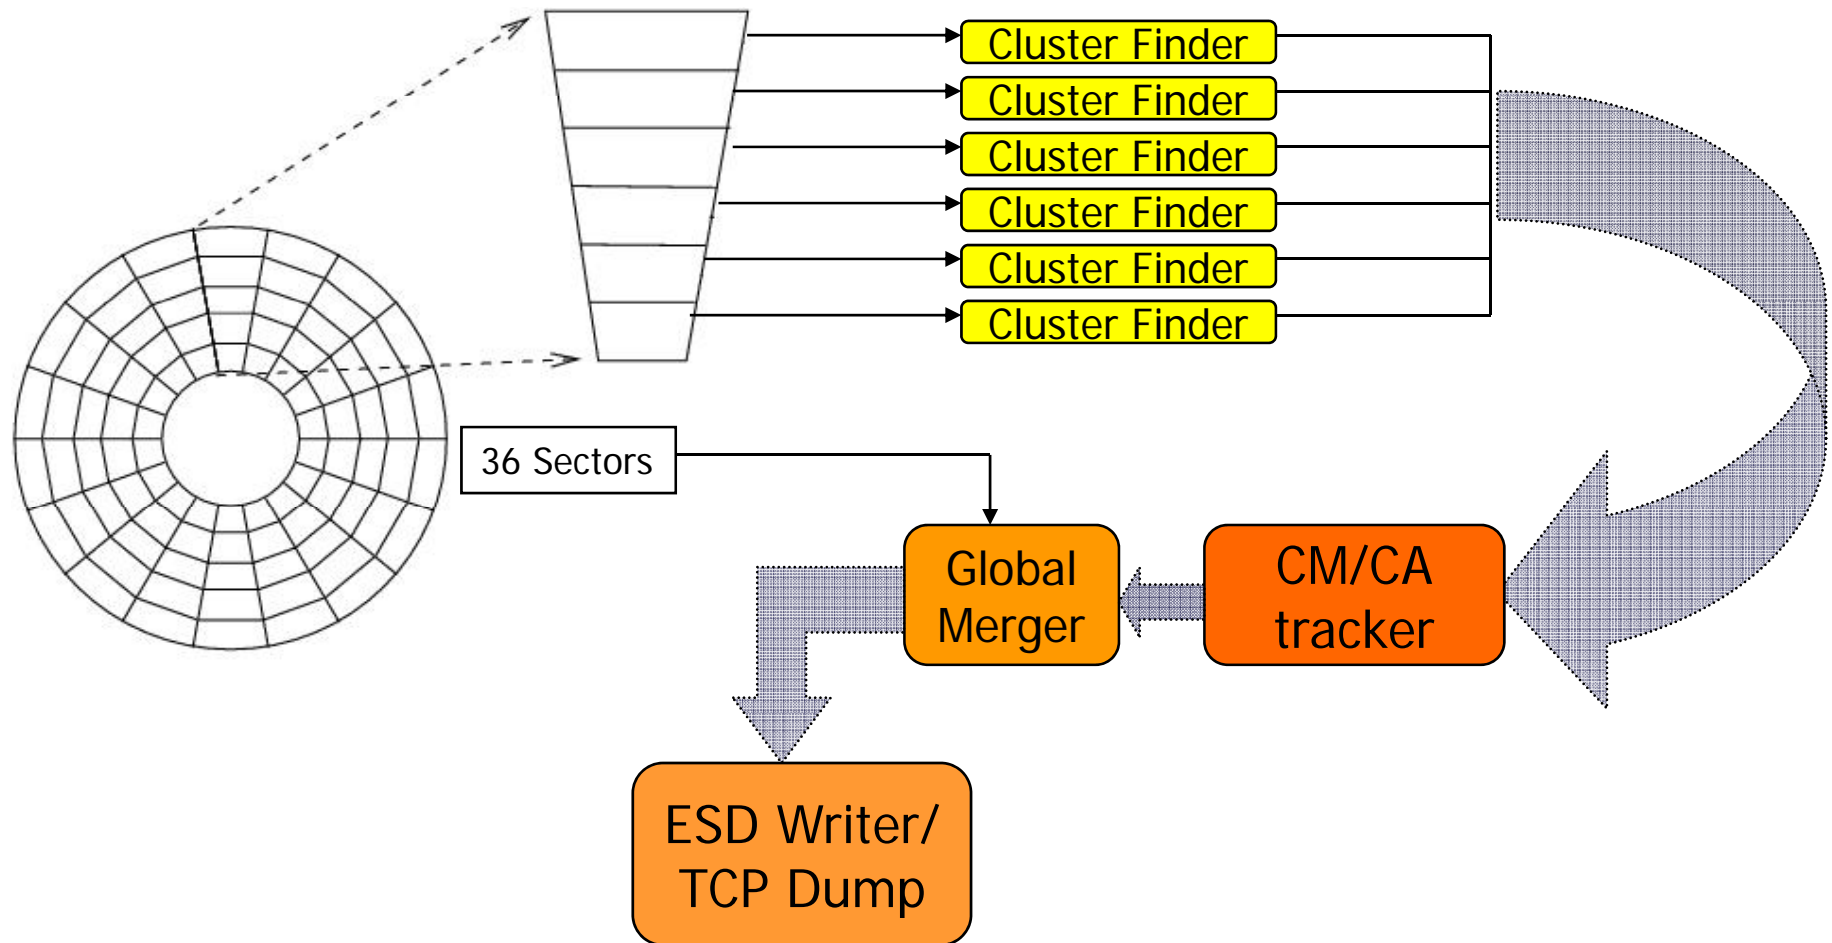 Cluster Finder
Cluster Finder
Cluster Finder
Cluster Finder
Cluster Finder
Cluster Finder
36 Sectors
Global
Merger
CM/CA
tracker
ESD Writer/
TCP Dump